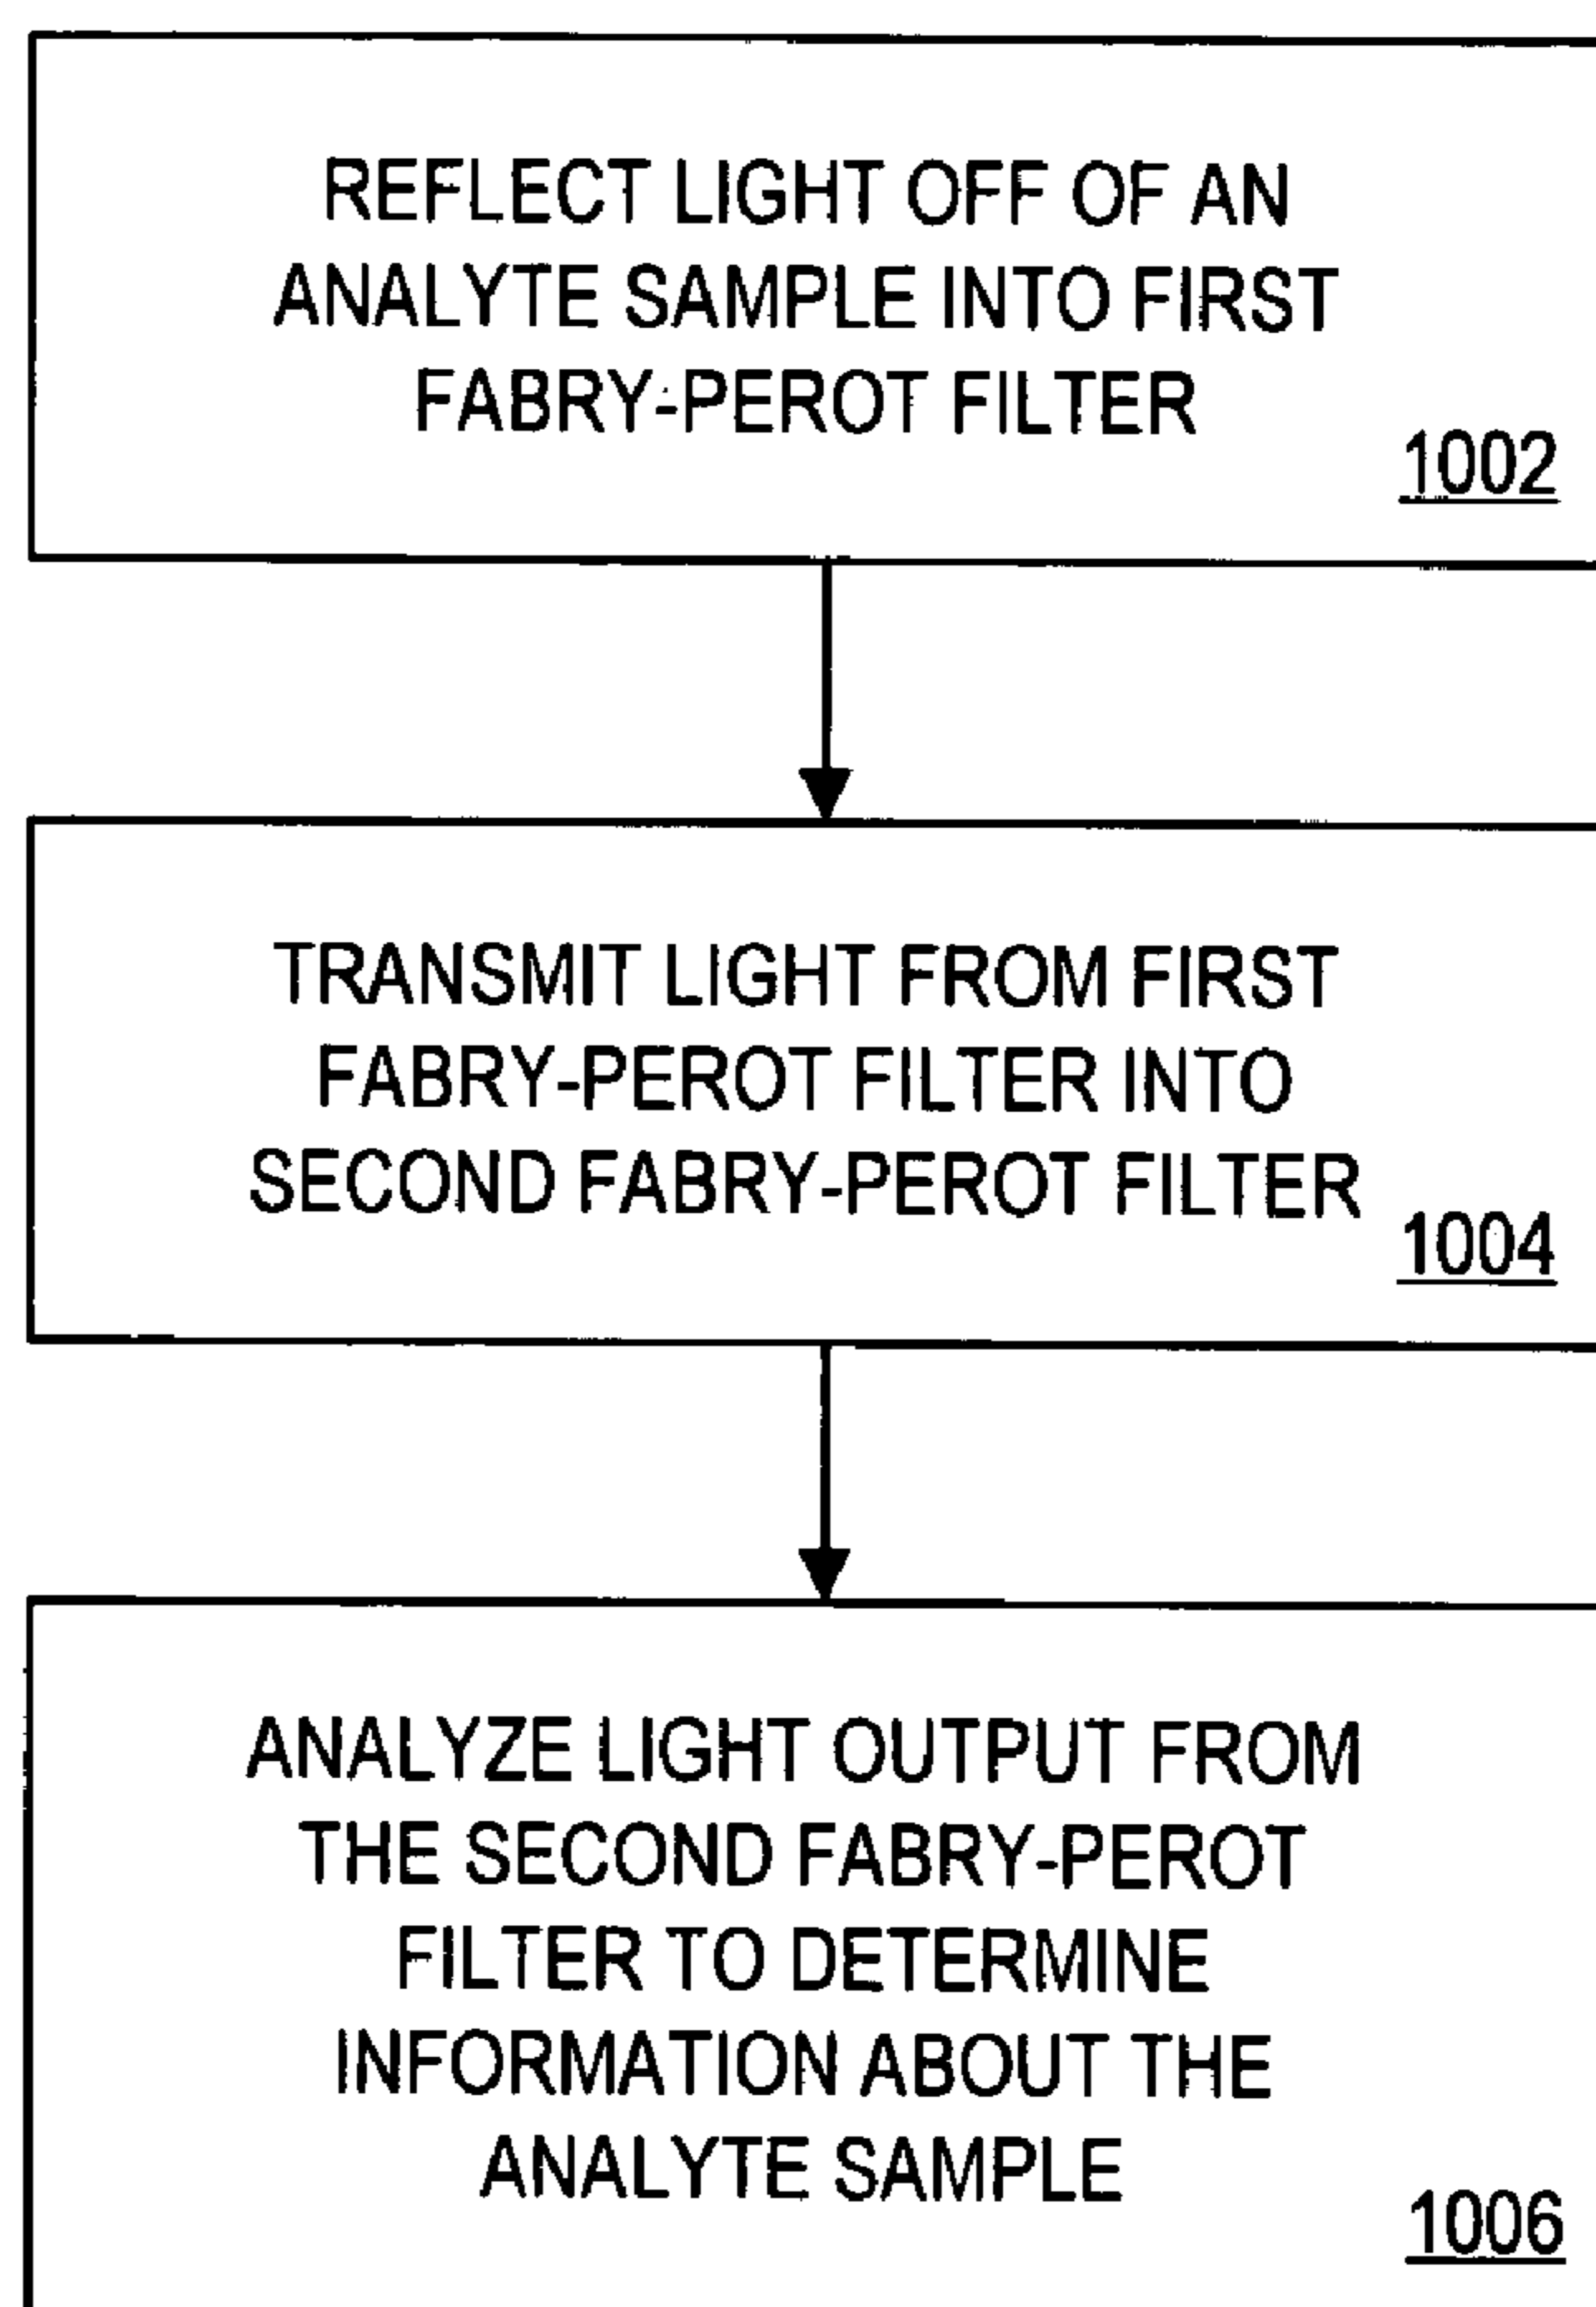 REFLECT LIGHT OFF OF AN
ANALYTE SAMPLE INTO FIRST
FABRY-PEROT FILTER
1002
TRANSMIT LIGHT FROM FIRST
FABRY-PEROT FILTER INTO
SECOND FABRY-PEROT FILTER
1004
ANALYZE LIGHT OUTPUT FROM
THE SECOND FABRY-PEROT
FILTER TO DETERMINE
INFORMATION ABOUT THE
ANALYTE SAMPLE
1006